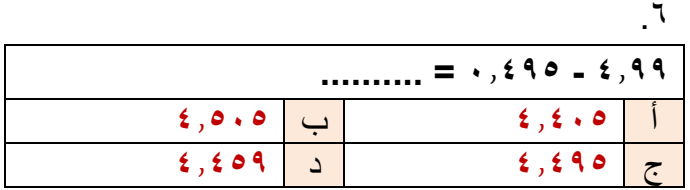 ٦.
٤,٩٩ - ٠,٤٩٥ = ..........
أ ٤,٤٠٥ ب ٤,٥٠٥
ج ٤,٤٩٥ د ٤,٤٥٩